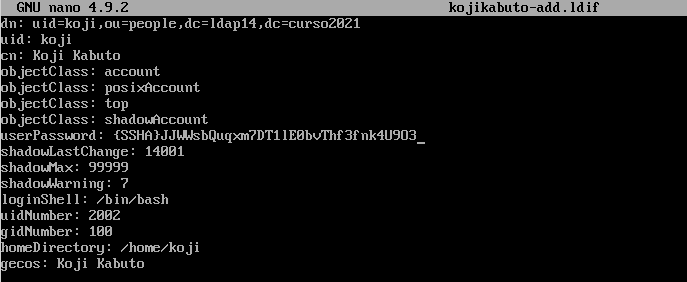 GNU nano 4.9.2 kojikabuto-add.ldif
dn: uid=koji,ou=people,dc=ldap14,dc=curso2021
uid: koji
cn: Koji Kabuto
objectClass: account
objectClass: posixAccount
objectClass: top
objectClass: shadowAccount
userPassword: {SSHA}JJWWsbQuqxm7DT1lE0bvThf3fnk4U9O3
shadowLastChange: 14001
shadowMax: 99999
shadowWarning: 7
loginShell: /bin/bash
uidNumber: 2002
gidNumber: 100
homeDirectory: /home/koji
gecos: Koji Kabuto